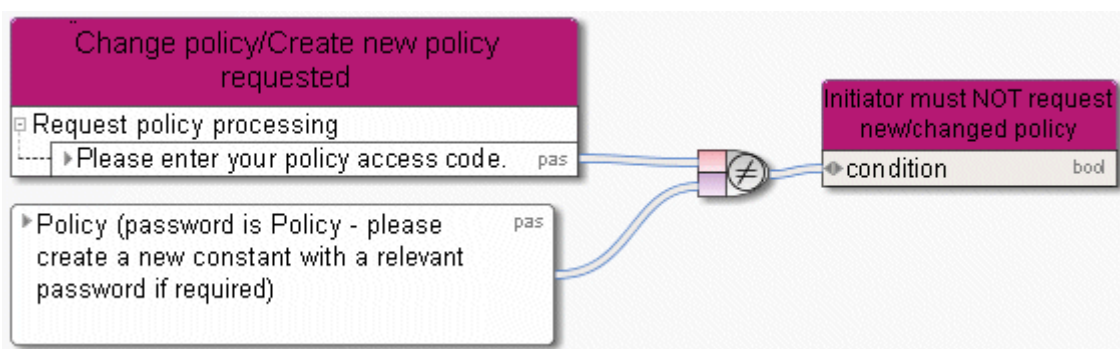 Change policy/Create new policy
requested
Request policy processing
Please enter your policy access code. pas
Policy (password is Policy - please pas
create a new constant with a relevant
password if required)
≠
Initiator must NOT request
new/changed policy
condition bool